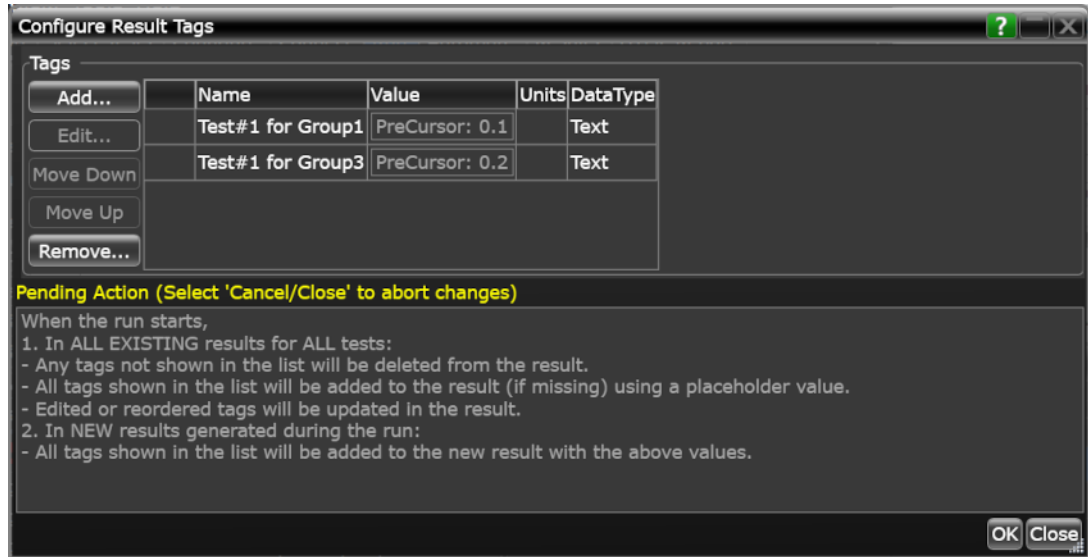 Configure Result Tags
?
X
Tags
Add...
Name Value Units DataType
Edit...
Test#1 for Group1 PreCursor: 0.1 Text
Move Down
Test#1 for Group3 PreCursor: 0.2 Text
Move Up
Remove...
Pending Action (Select 'Cancel/Close' to abort changes)
When the run starts,
1. In ALL EXISTING results for ALL tests:
- Any tags not shown in the list will be deleted from the result.
- All tags shown in the list will be added to the result (if missing) using a placeholder value.
- Edited or reordered tags will be updated in the result.
2. In NEW results generated during the run:
- All tags shown in the list will be added to the new result with the above values.
OK Close